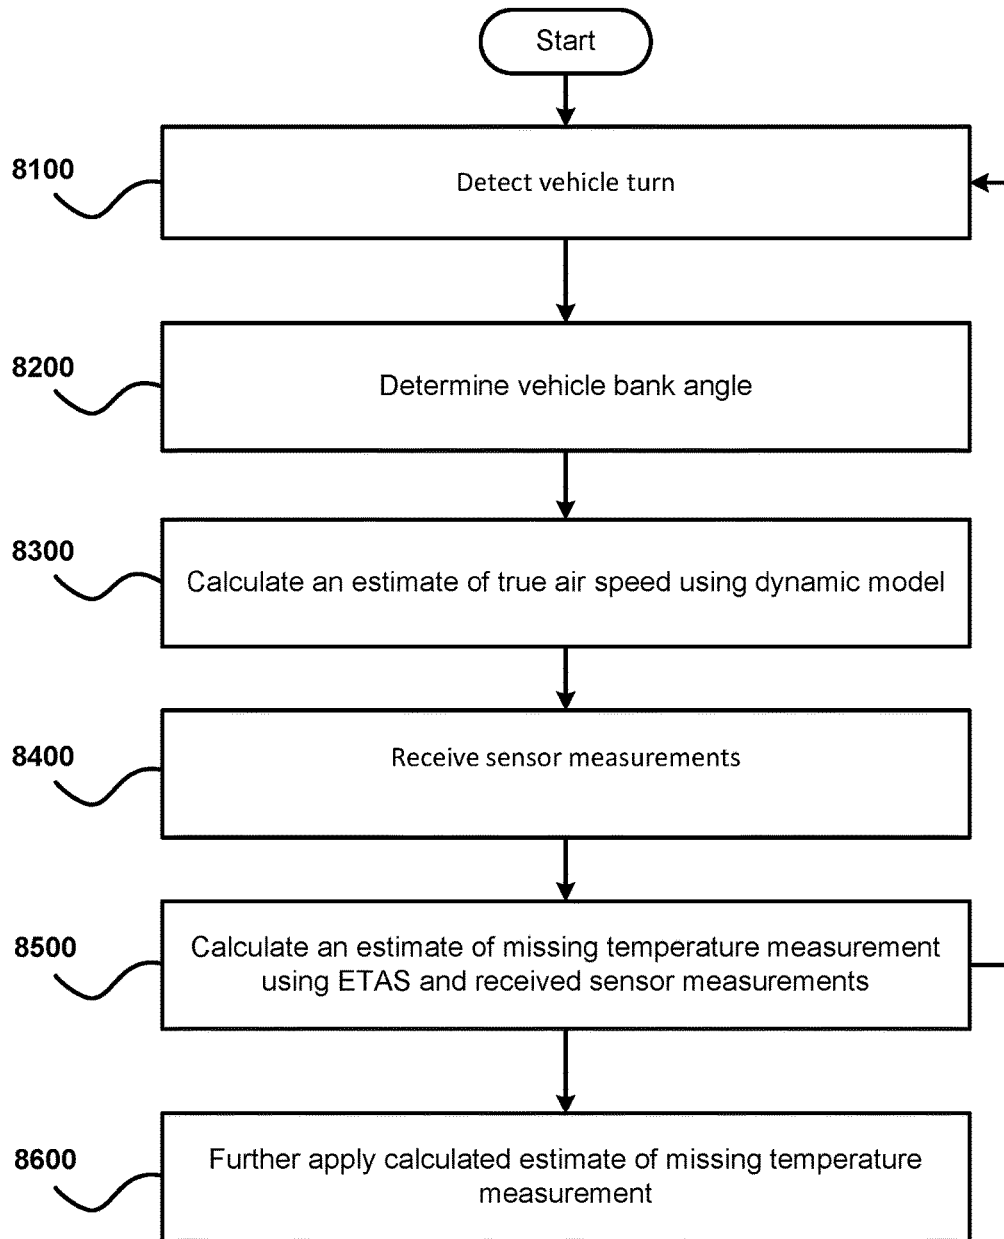 Start
8100
Detect vehicle turn
8200
Determine vehicle bank angle
8300
Calculate an estimate of true air speed using dynamic model
8400
Receive sensor measurements
8500
Calculate an estimate of missing temperature measurement
using ETAS and received sensor measurements
8600
Further apply calculated estimate of missing temperature
measurement